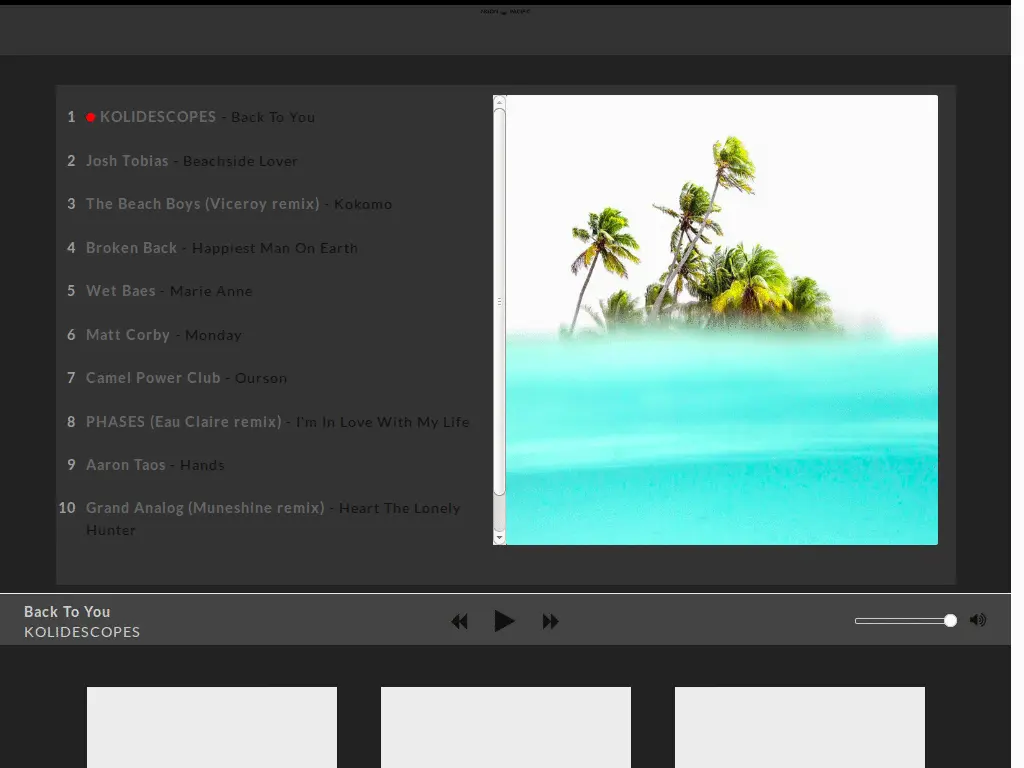 1 KOLIDESCOPES - Back To You
2 Josh Tobias - Beachside Lover
3 The Beach Boys (Viceroy remix) - Kokomo
4 Broken Back - Happiest Man On Earth
5 Wet Baes - Marie Anne
6 Matt Corby - Monday
7 Camel Power Club - Ourson
8 PHASES (Eau Claire remix) - I'm In Love With My Life
9 Aaron Taos - Hands
10 Grand Analog (Muneshine remix) - Heart The Lonely
Hunter
Back To You
KOLIDESCOPES